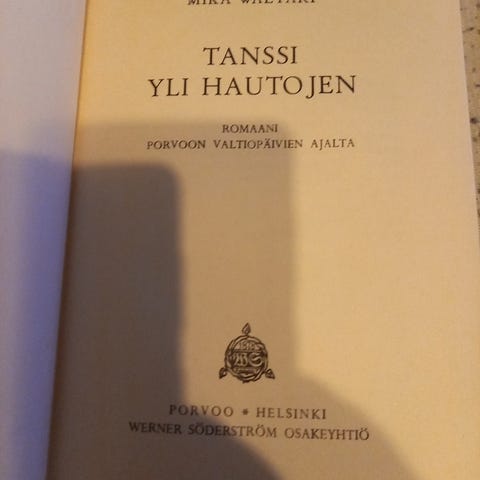 MIKA WALTARI
TANSSI
YLI HAUTOJEN
ROMAANI
PORVOON VALTIOPÄIVIEN AJALTA
PORVOO * HELSINKI
WERNER SÖDERSTRÖM OSAKEYHTIÖ